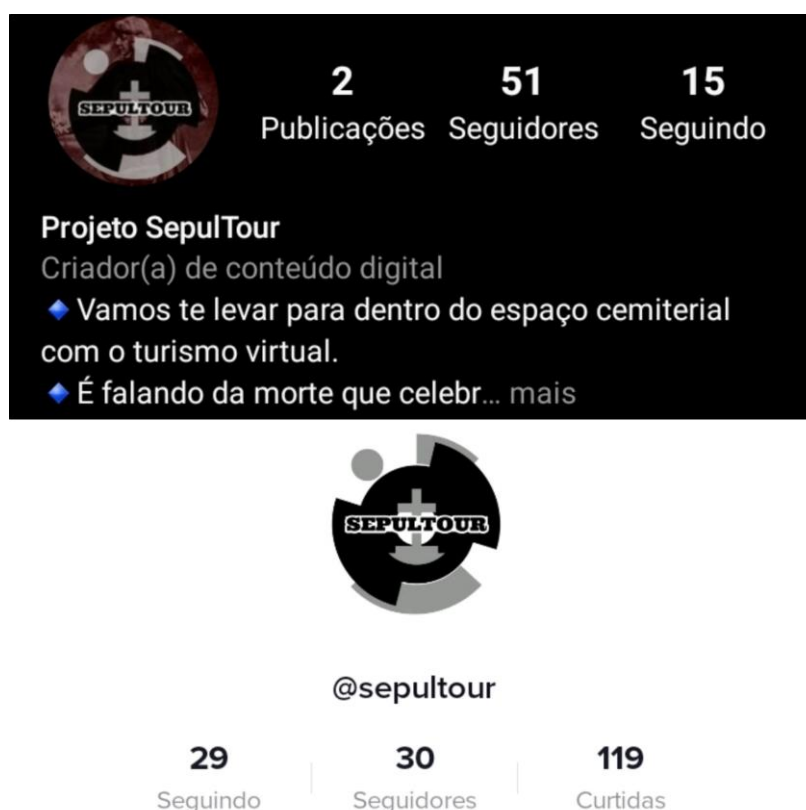 SEPULTOUR
2 51 15
Publicações Seguidores Seguindo
Projeto SepulTour
Criador(a) de conteúdo digital
Vamos te levar para dentro do espaço cemiterial
com o turismo virtual.
É falando da morte que celebr... mais
SEPULTOUR
@sepultour
29 30 119
Seguindo Seguidores Curtidas